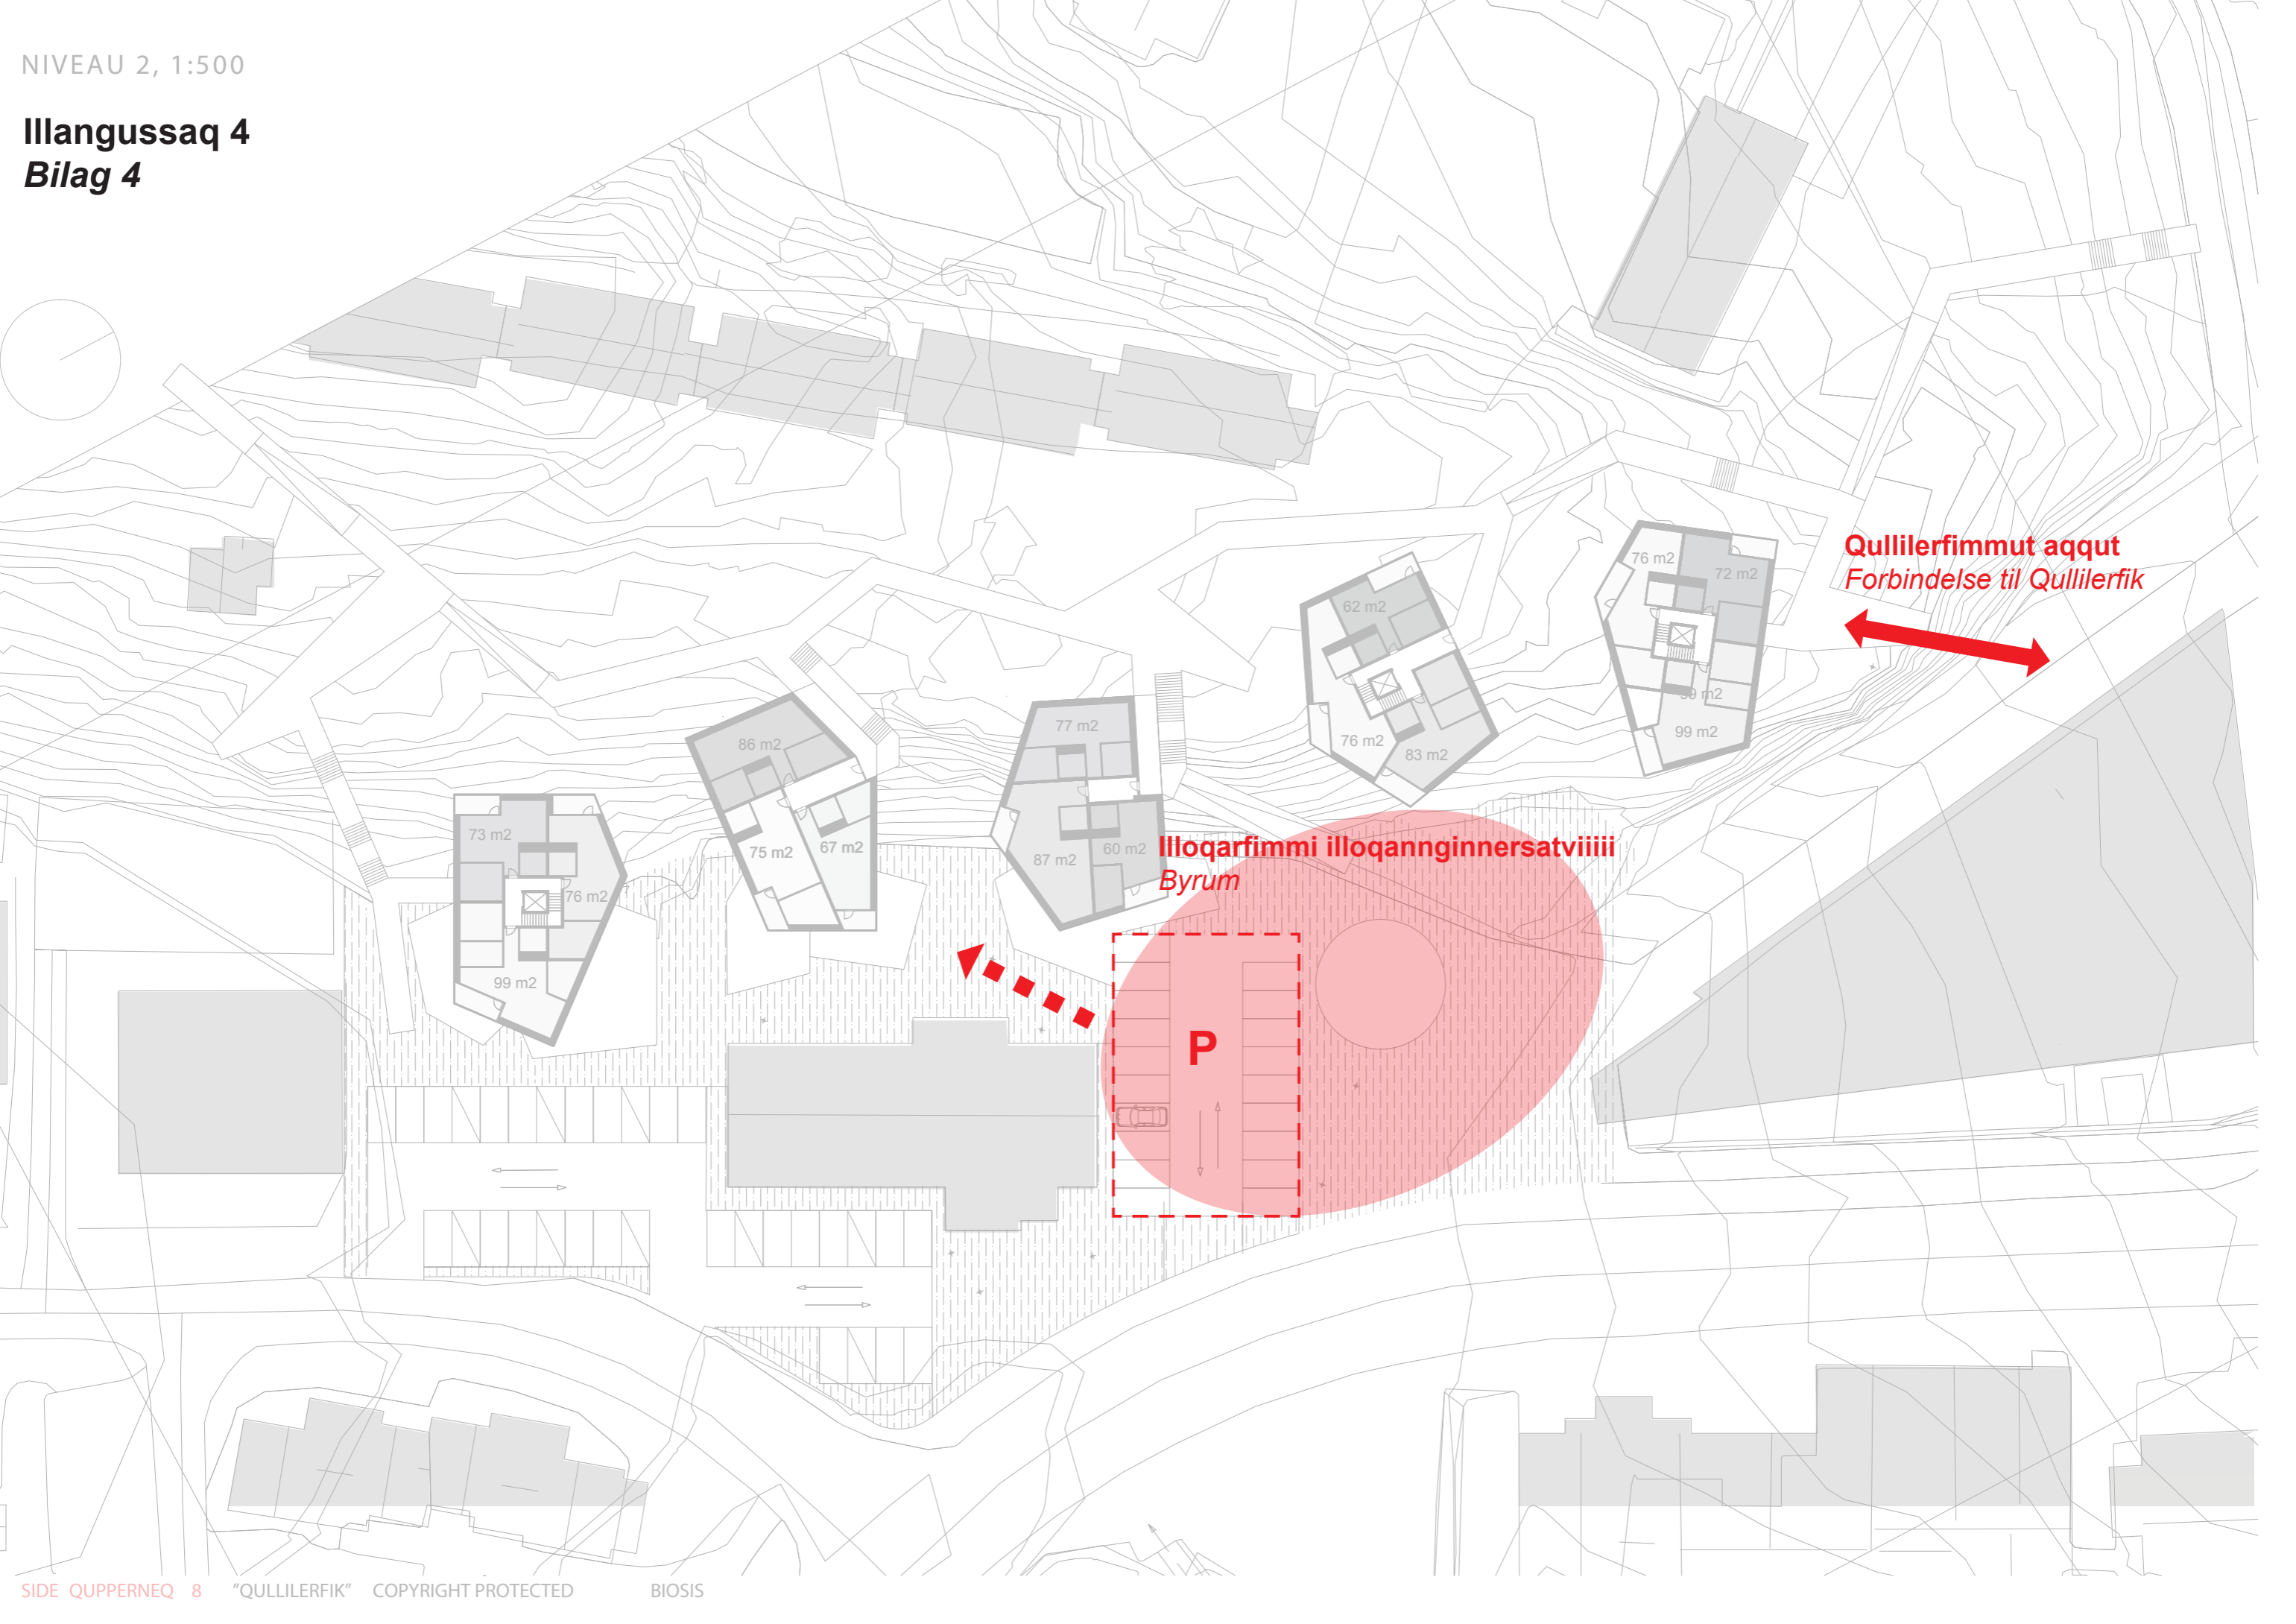 NIVEAU 2, 1:500
Illangussaq 4
Bilag 4
Qullilerfimmut aqqut
Forbindelse til Qullilerfik
76 m2
72 m2
99 m2
99 m2
62 m2
76 m2
83 m2
77 m2
87 m2
60 m2
86 m2
75 m2
67 m2
73 m2
76 m2
99 m2
Illoqarfimmi illoqannginnersatviiiii
Byrum
P
SIDE QUPPERNEQ 8 "QULLILERFIK" COPYRIGHT PROTECTED BIOSIS